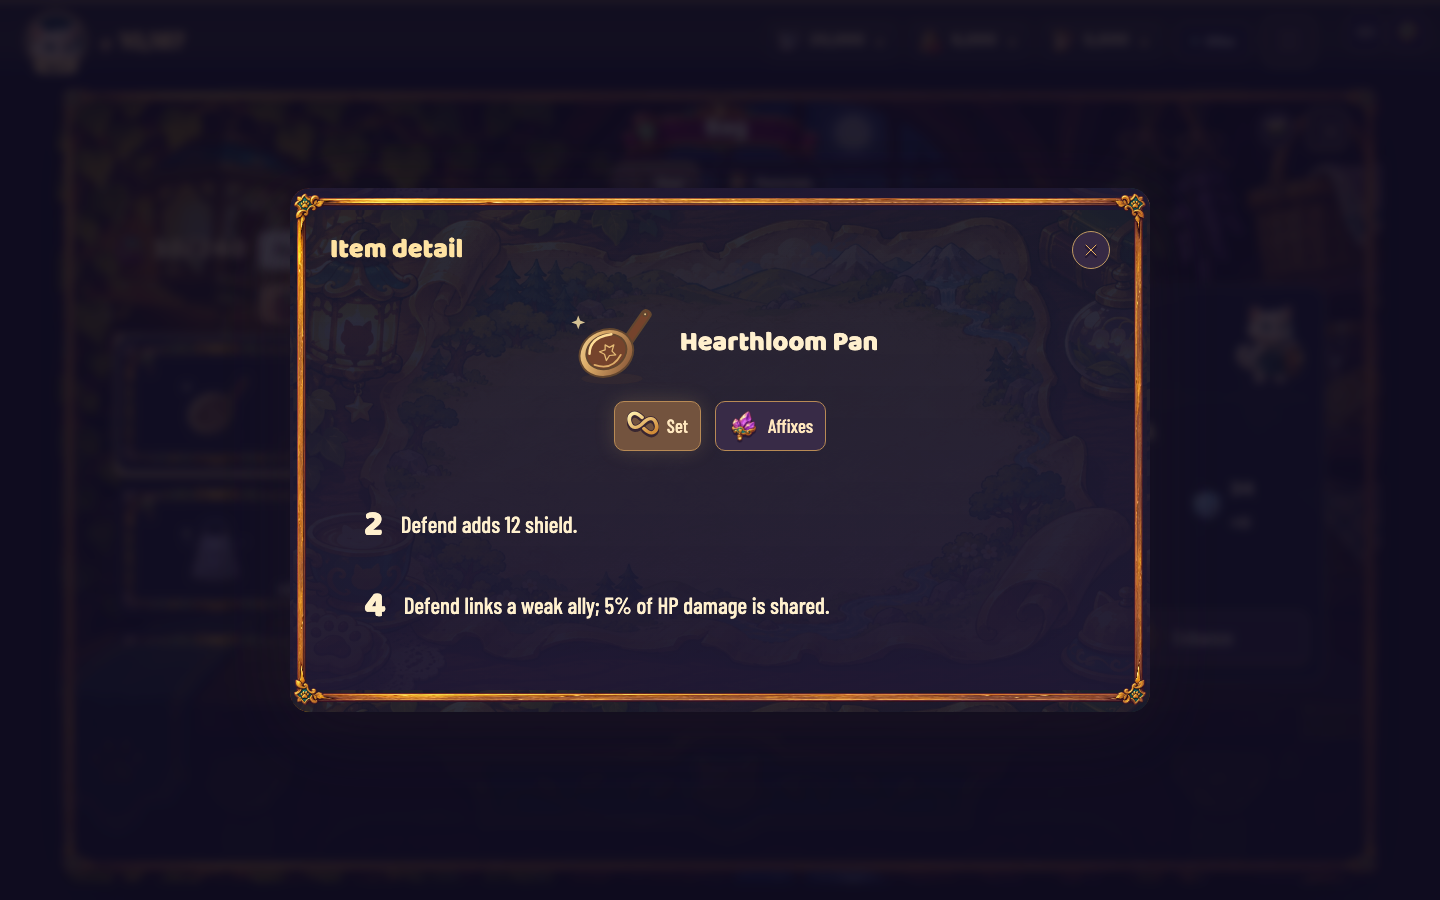 Item detail
Hearthloom Pan
Set
Affixes
2 Defend adds 12 shield.
4 Defend links a weak ally; 5% of HP damage is shared.